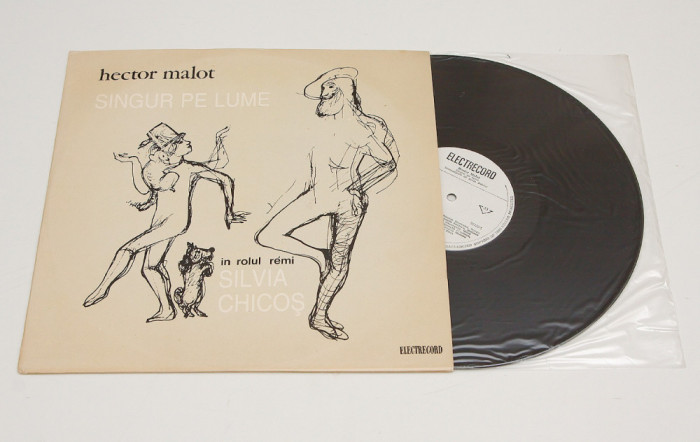 hector malot
SINGUR PE LUME
in rolul rémi
SILVIA
CHICOȘ
ELECTRECORD
ELECTRECORD